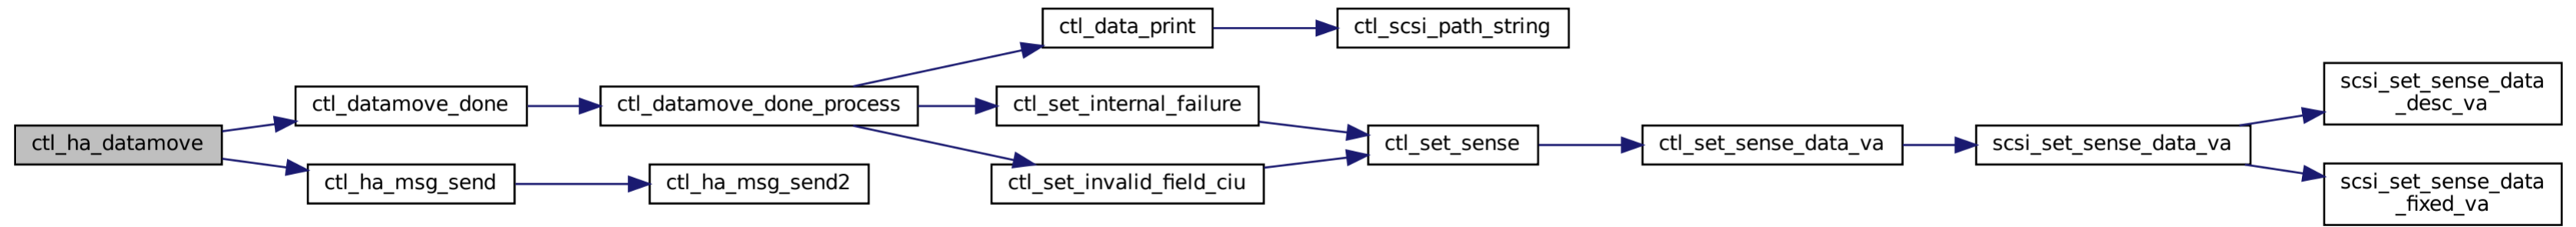 ctl_ha_datamove
ctl_datamove_done
ctl_ha_msg_send
ctl_datamove_done_process
ctl_ha_msg_send2
ctl_data_print
ctl_set_internal_failure
ctl_set_invalid_field_ciu
ctl_scsi_path_string
ctl_set_sense
ctl_set_sense_data_va
scsi_set_sense_data_va
scsi_set_sense_data
_desc_va
scsi_set_sense_data
_fixed_va